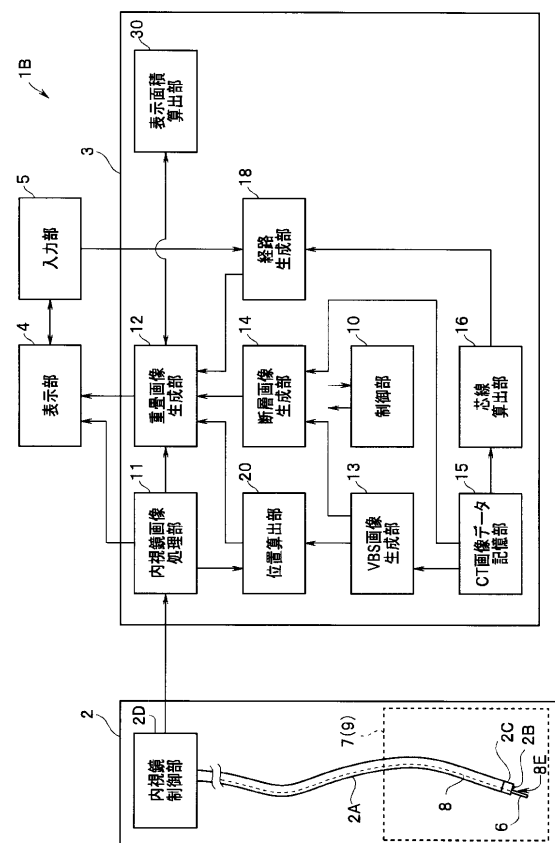 1B
3
30
表示面積
算出部
5
入力部
18
経路
生成部
4
表示部
12
重畳画像
生成部
14
断層画像
生成部
10
制御部
16
芯線
算出部
11
内視鏡画像
処理部
20
位置算出部
13
VBS画像
生成部
15
CT画像データ
記憶部
2
2D
内視鏡
制御部
7(9)
2A
8
2C
2B
8E
6